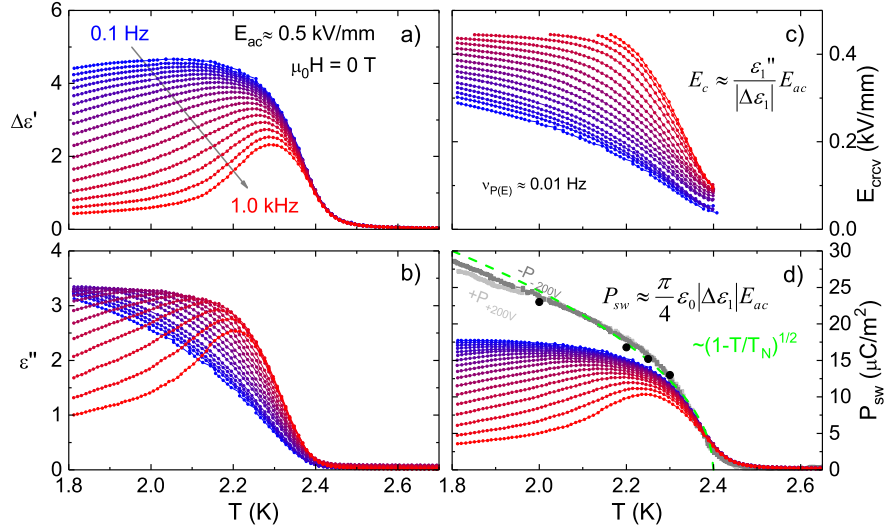 E_ac ≈ 0.5 kV/mm
a)
0.1 Hz
μ₀H = 0 T
1.0 kHz
Δε'
6
4
2
0
c)
E_c ≈ ε₁'' / |Δε₁| E_ac
ν_P(E) ≈ 0.01 Hz
0.4
0.2
0.0
E_crcv (kV/mm)
b)
ε''
4
3
2
1
0
1.8 2.0 2.2 2.4 2.6
T (K)
d)
-P_-200V
+P_+200V
P_sw ≈ π/4 ε₀|Δε₁|E_ac
~(1-T/T_N)^1/2
30
25
20
15
10
5
0
P_sw (μC/m²)
1.8 2.0 2.2 2.4 2.6
T (K)